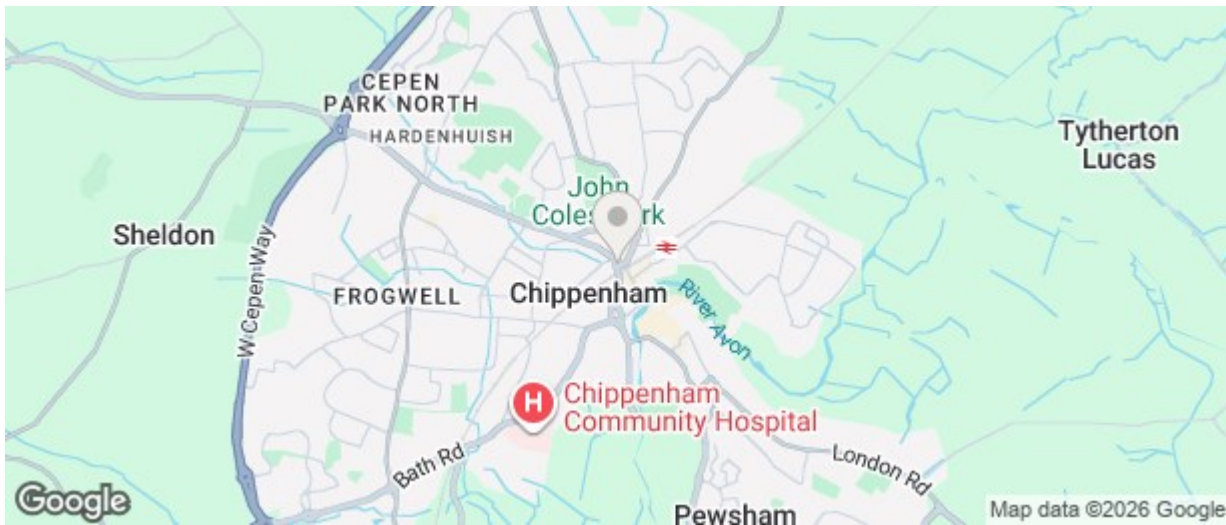 CEPEN
PARK NORTH
HARDENHUISH
Tytherton
Lucas
John
Coles Park
Sheldon
W Cepen Way
FROGWELL
Chippenham
River Avon
H
Chippenham
Community Hospital
Bath Rd
London Rd
Pewsham
Google
Map data ©2026 Google